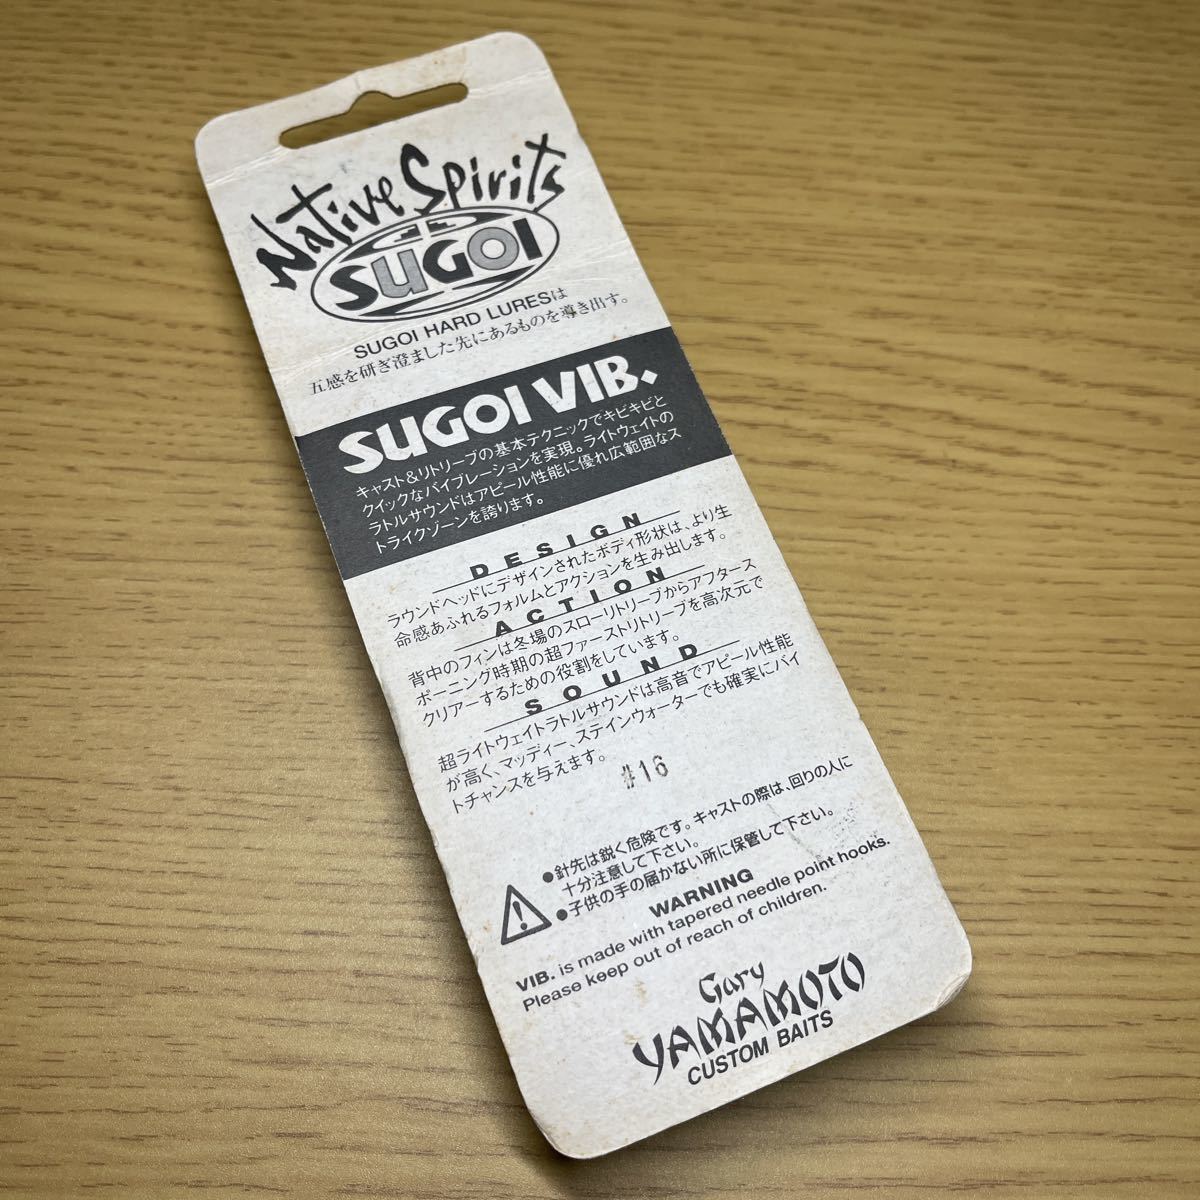 Native Spirits
SUGOI
SUGOI HARD LURESは
五感を研ぎ澄ました先にあるものを導き出す。
SUGOI VIB.
キャスト&リトリーブの基本テクニックでキビキビと
クイックなバイブレーションを実現。ライトウェイトの
ラトルサウンドはアピール性能に優れ広範囲なス
トライクゾーンを誇ります。
DESIGN
ラウンドヘッドにデザインされたボディ形状は、より生
命感あふれるフォルムとアクションを生み出します。
ACTION
背中のフィンは冬場のスローリトリーブからアフタース
ポーニング時期の超ファーストリトリーブを高次元で
クリアーするための役割をしています。
SOUND
超ライトウェイトラトルサウンドは高音でアピール性能
が高く、マッディー、ステインウォーターでも確実にバイ
トチャンスを与えます。
#16
●針先は鋭く危険です。キャストの際は、回りの人に
十分注意して下さい。
●子供の手の届かない所に保管して下さい。
WARNING
VIB. is made with tapered needle point hooks.
Please keep out of reach of children.
Gary
YAMAMOTO
CUSTOM BAITS